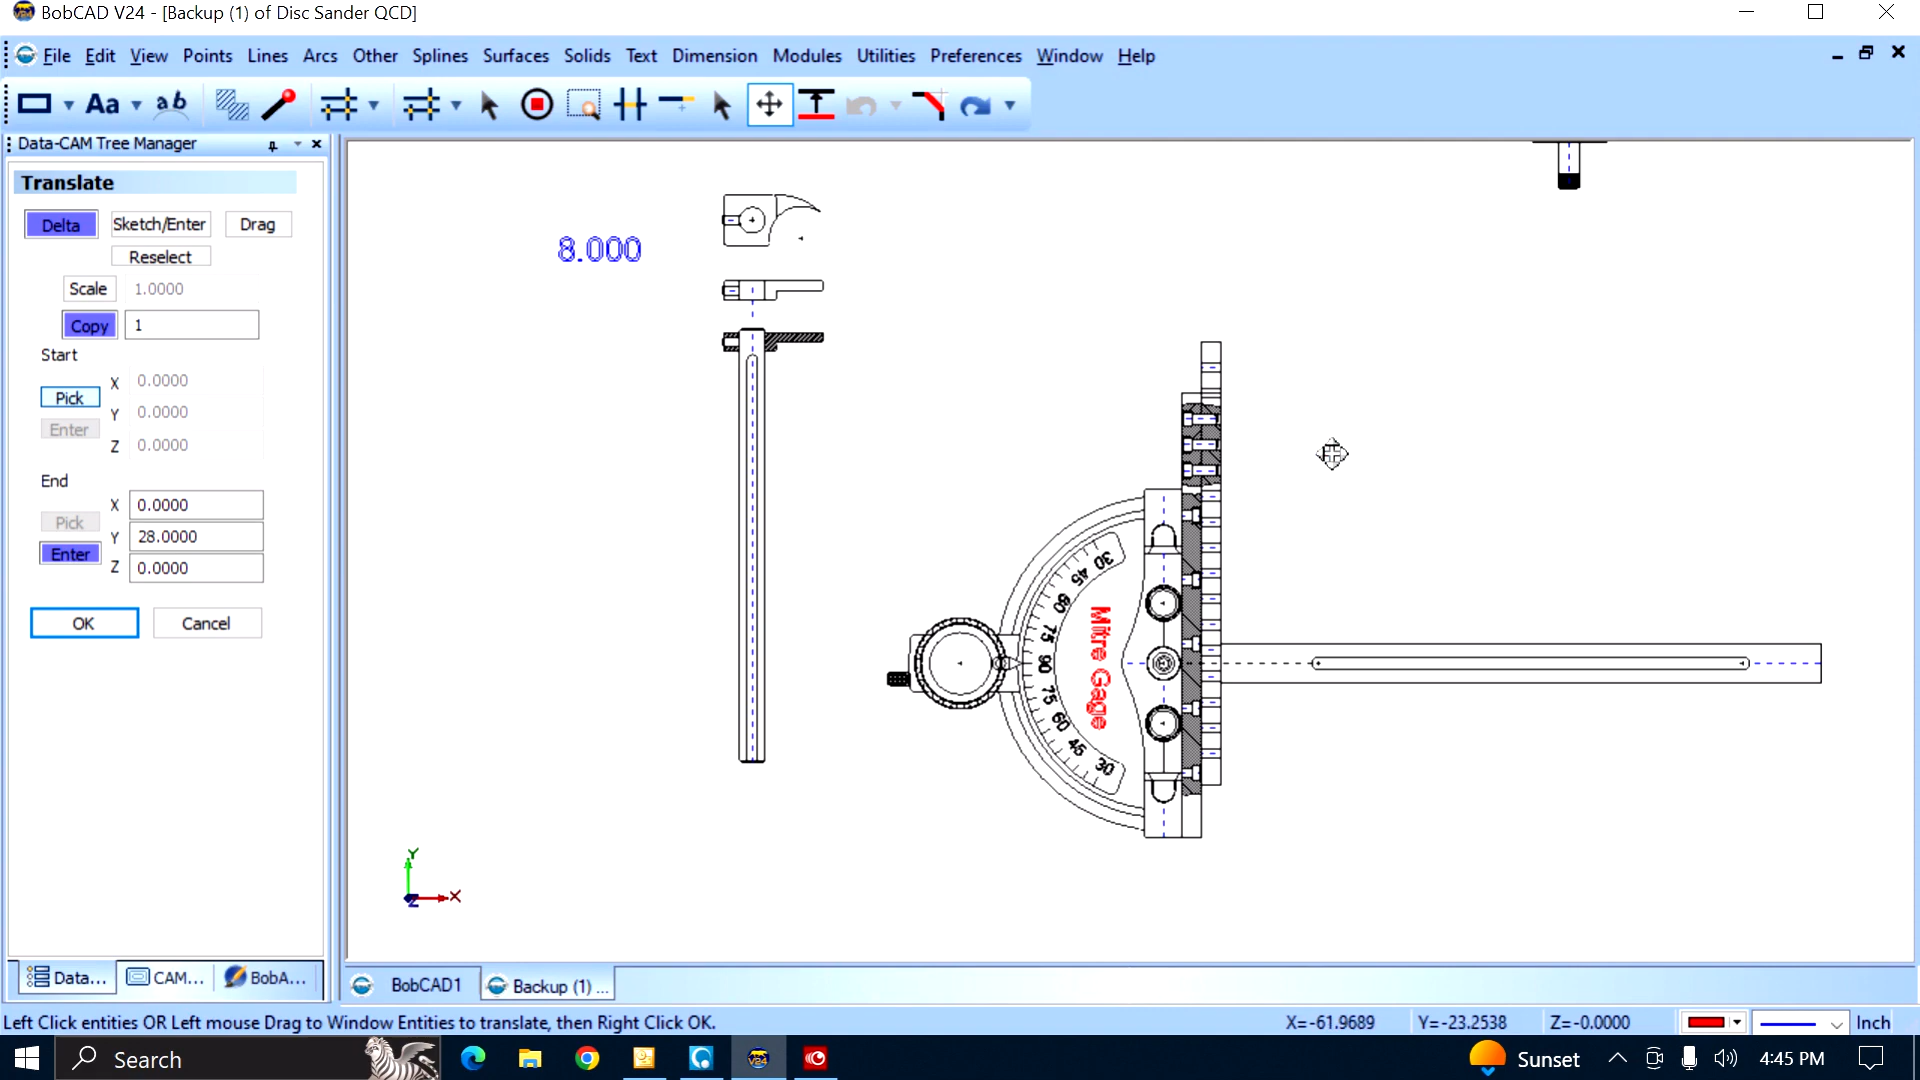 BobCAD V24 - [Backup (1) of Disc Sander QCD]
File Edit View Points Lines Arcs Other Splines Surfaces Solids Text Dimension Modules Utilities Preferences Window Help
Aa ab
Data-CAM Tree Manager
Translate
Delta Sketch/Enter Drag
Reselect
Scale 1.0000
Copy 1
Start
Pick X 0.0000
Y 0.0000
Enter
Z 0.0000
End
X 0.0000
Pick
Y 28.0000
Enter
Z 0.0000
OK Cancel
8.000
30
45
60
75
90
75
60
45
30
Mitre Gage
Y
X
Z
Data... CAM... BobA...
BobCAD1 Backup (1) ...
Left Click entities OR Left mouse Drag to Window Entities to translate, then Right Click OK.
X=-61.9689 Y=-23.2538 Z=-0.0000 Inch
Search
V24
Sunset 4:45 PM